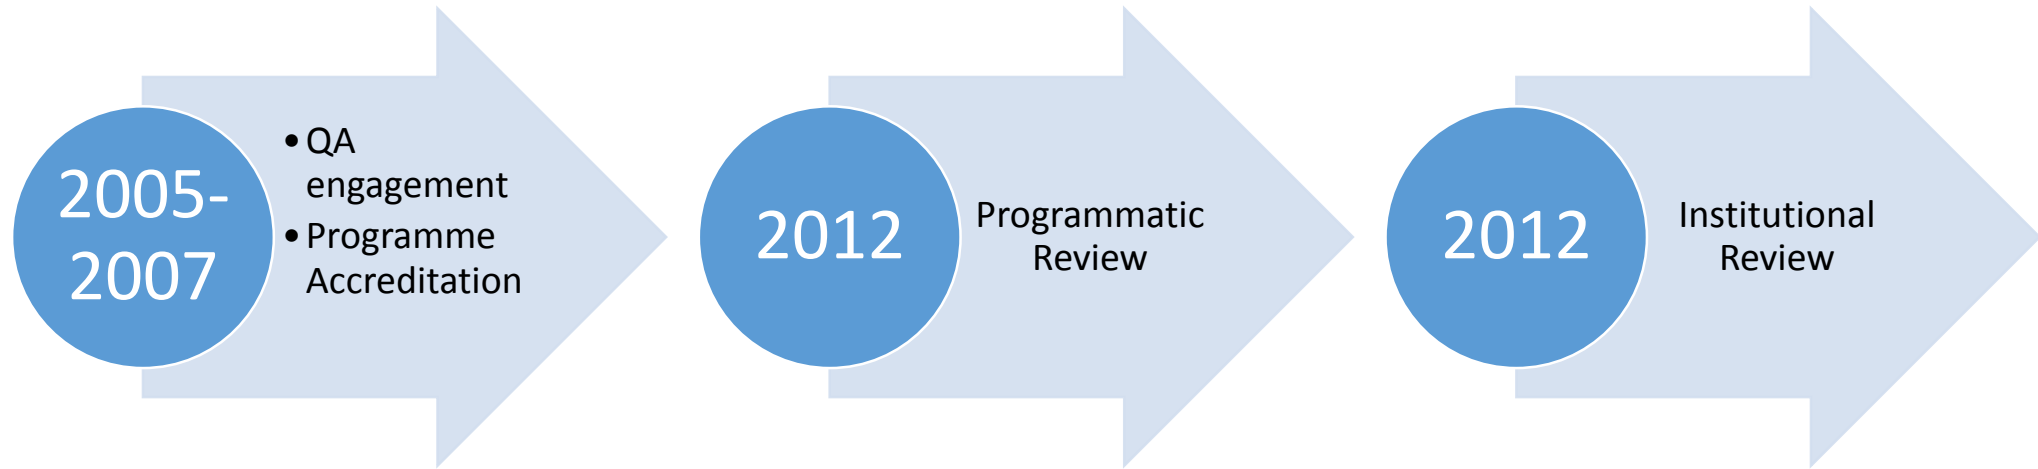 2005-
2007
• QA
engagement
• Programme
Accreditation
2012
Programmatic
Review
2012
Institutional
Review